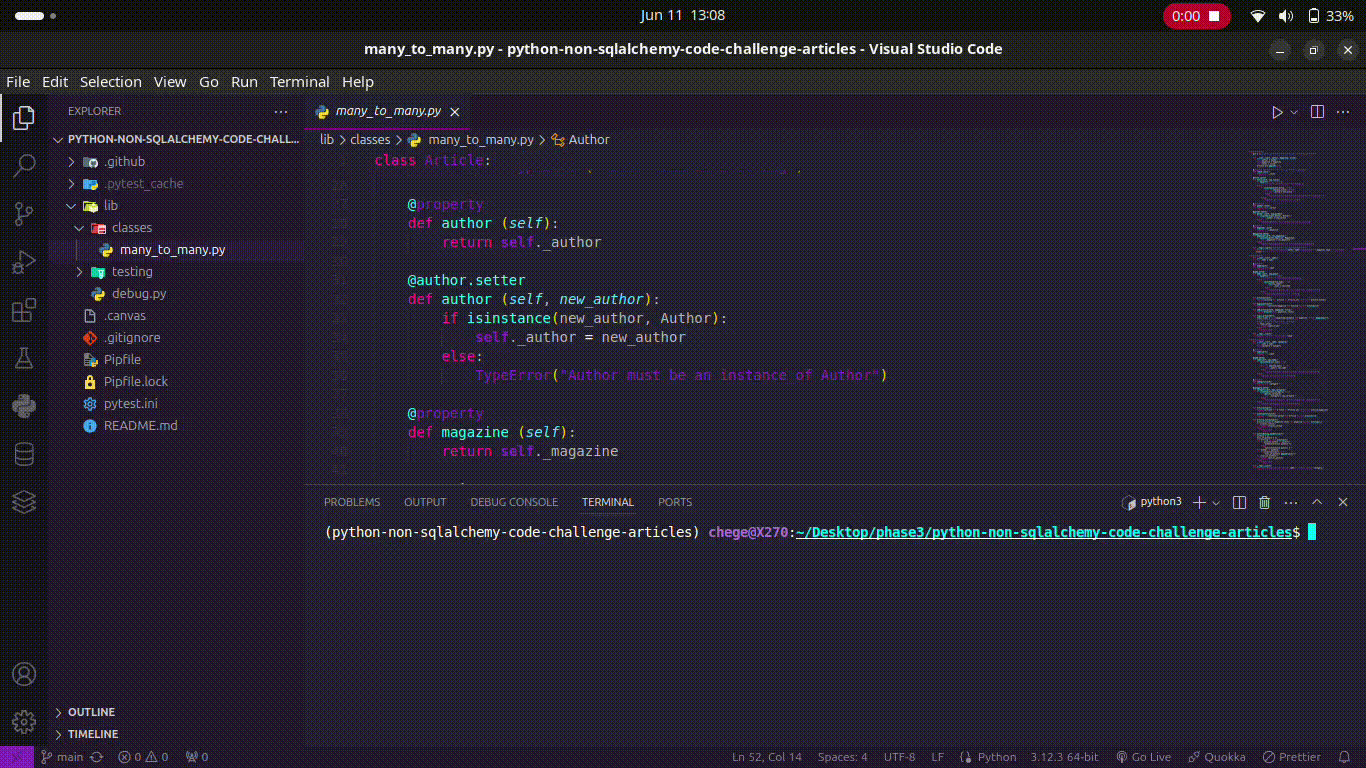 Jun 11 13:08
0:00
33%
many_to_many.py - python-non-sqlalchemy-code-challenge-articles - Visual Studio Code
File Edit Selection View Go Run Terminal Help
EXPLORER
PYTHON-NON-SQLALCHEMY-CODE-CHALL...
.github
.pytest_cache
lib
classes
many_to_many.py
testing
debug.py
.canvas
.gitignore
Pipfile
Pipfile.lock
pytest.ini
README.md
OUTLINE
TIMELINE
many_to_many.py
lib > classes > many_to_many.py > Author
class Article:
@property
def author (self):
return self._author
@author.setter
def author (self, new_author):
if isinstance(new_author, Author):
self._author = new_author
else:
TypeError("Author must be an instance of Author")
@property
def magazine (self):
return self._magazine
PROBLEMS OUTPUT DEBUG CONSOLE TERMINAL PORTS
python3
(python-non-sqlalchemy-code-challenge-articles) chege@X270:~/Desktop/phase3/python-non-sqlalchemy-code-challenge-articles$
main 0 0 0 Ln 52, Col 14 Spaces: 4 UTF-8 LF Python 3.12.3 64-bit Go Live Quokka Prettier